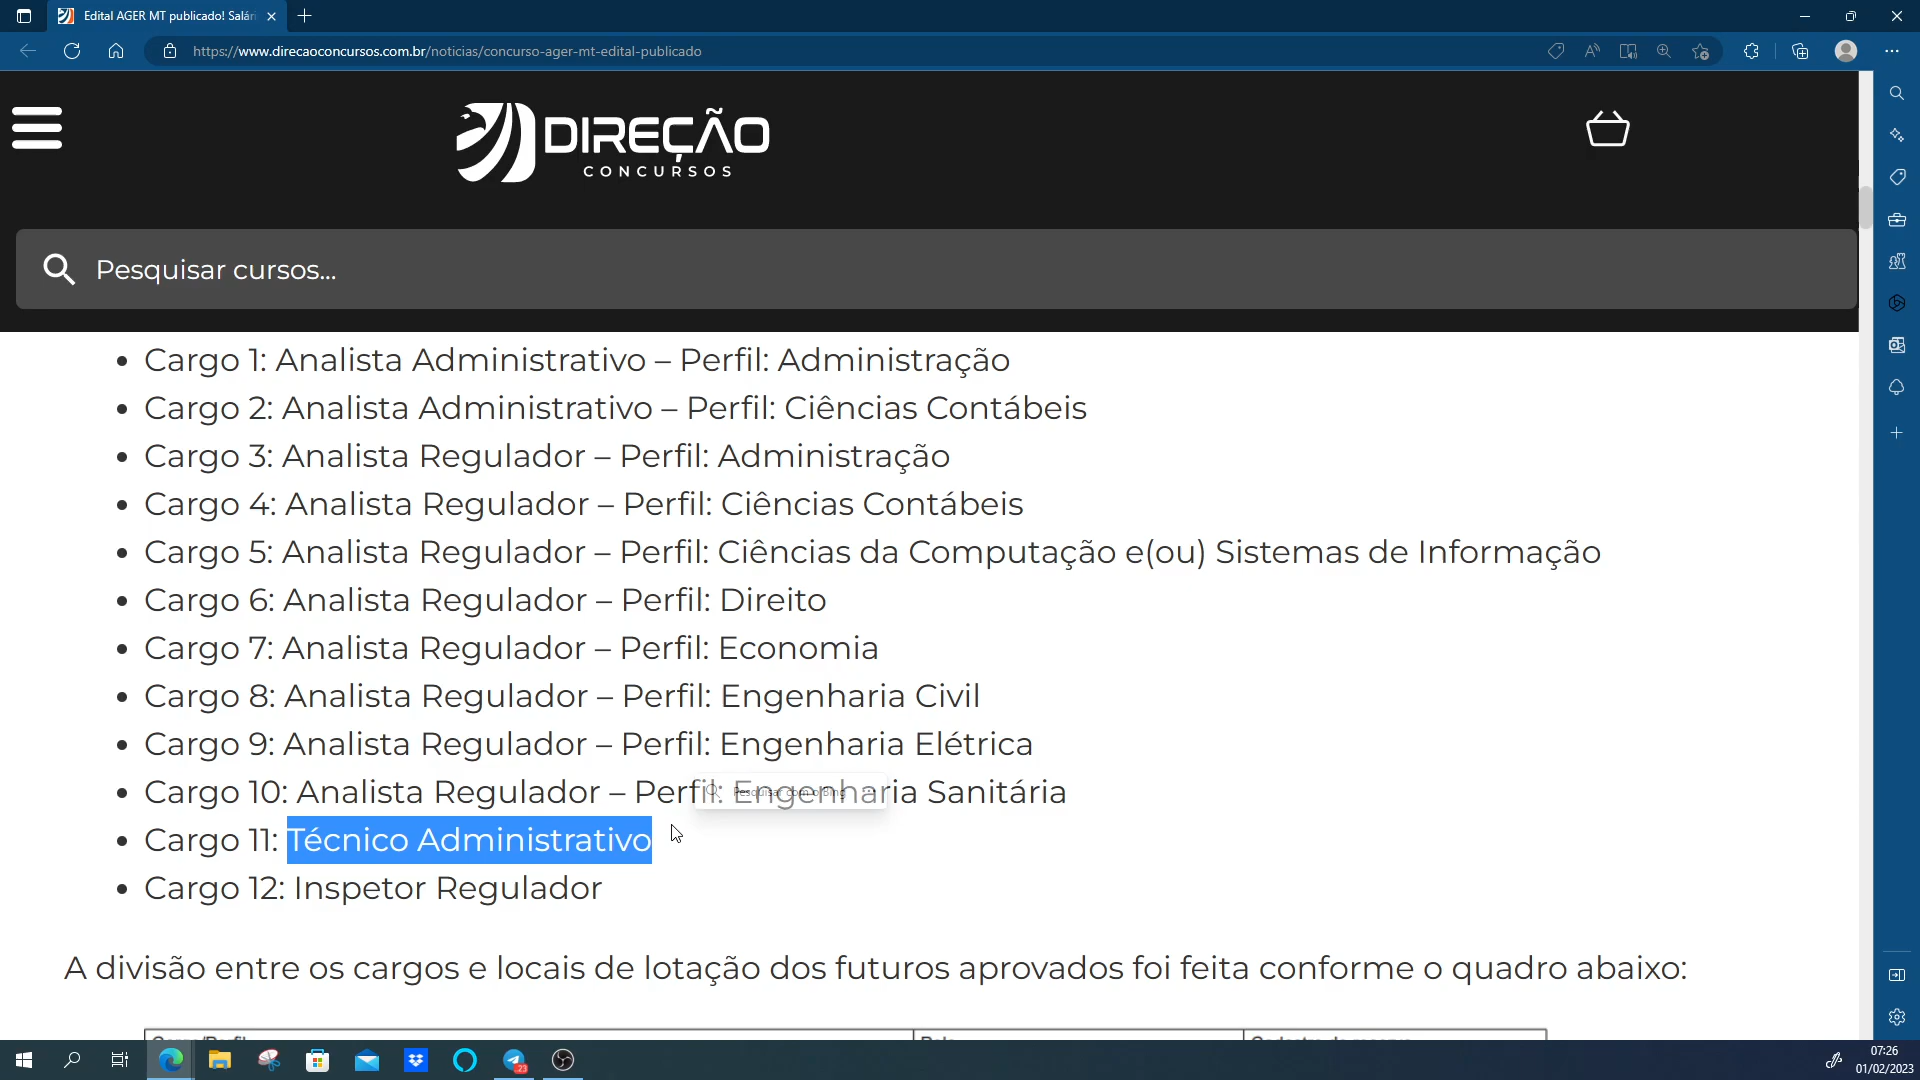 Edital AGER MT publicado! Salári
https://www.direcaoconcursos.com.br/noticias/concurso-ager-mt-edital-publicado
DIREÇÃO
CONCURSOS
Pesquisar cursos...
• Cargo 1: Analista Administrativo – Perfil: Administração
• Cargo 2: Analista Administrativo – Perfil: Ciências Contábeis
• Cargo 3: Analista Regulador – Perfil: Administração
• Cargo 4: Analista Regulador – Perfil: Ciências Contábeis
• Cargo 5: Analista Regulador – Perfil: Ciências da Computação e(ou) Sistemas de Informação
• Cargo 6: Analista Regulador – Perfil: Direito
• Cargo 7: Analista Regulador – Perfil: Economia
• Cargo 8: Analista Regulador – Perfil: Engenharia Civil
• Cargo 9: Analista Regulador – Perfil: Engenharia Elétrica
• Cargo 10: Analista Regulador – Perfil: Engenharia Sanitária
Pesquisar com o Bing
• Cargo 11: Técnico Administrativo
• Cargo 12: Inspetor Regulador
A divisão entre os cargos e locais de lotação dos futuros aprovados foi feita conforme o quadro abaixo:
23
07:26
01/02/2023